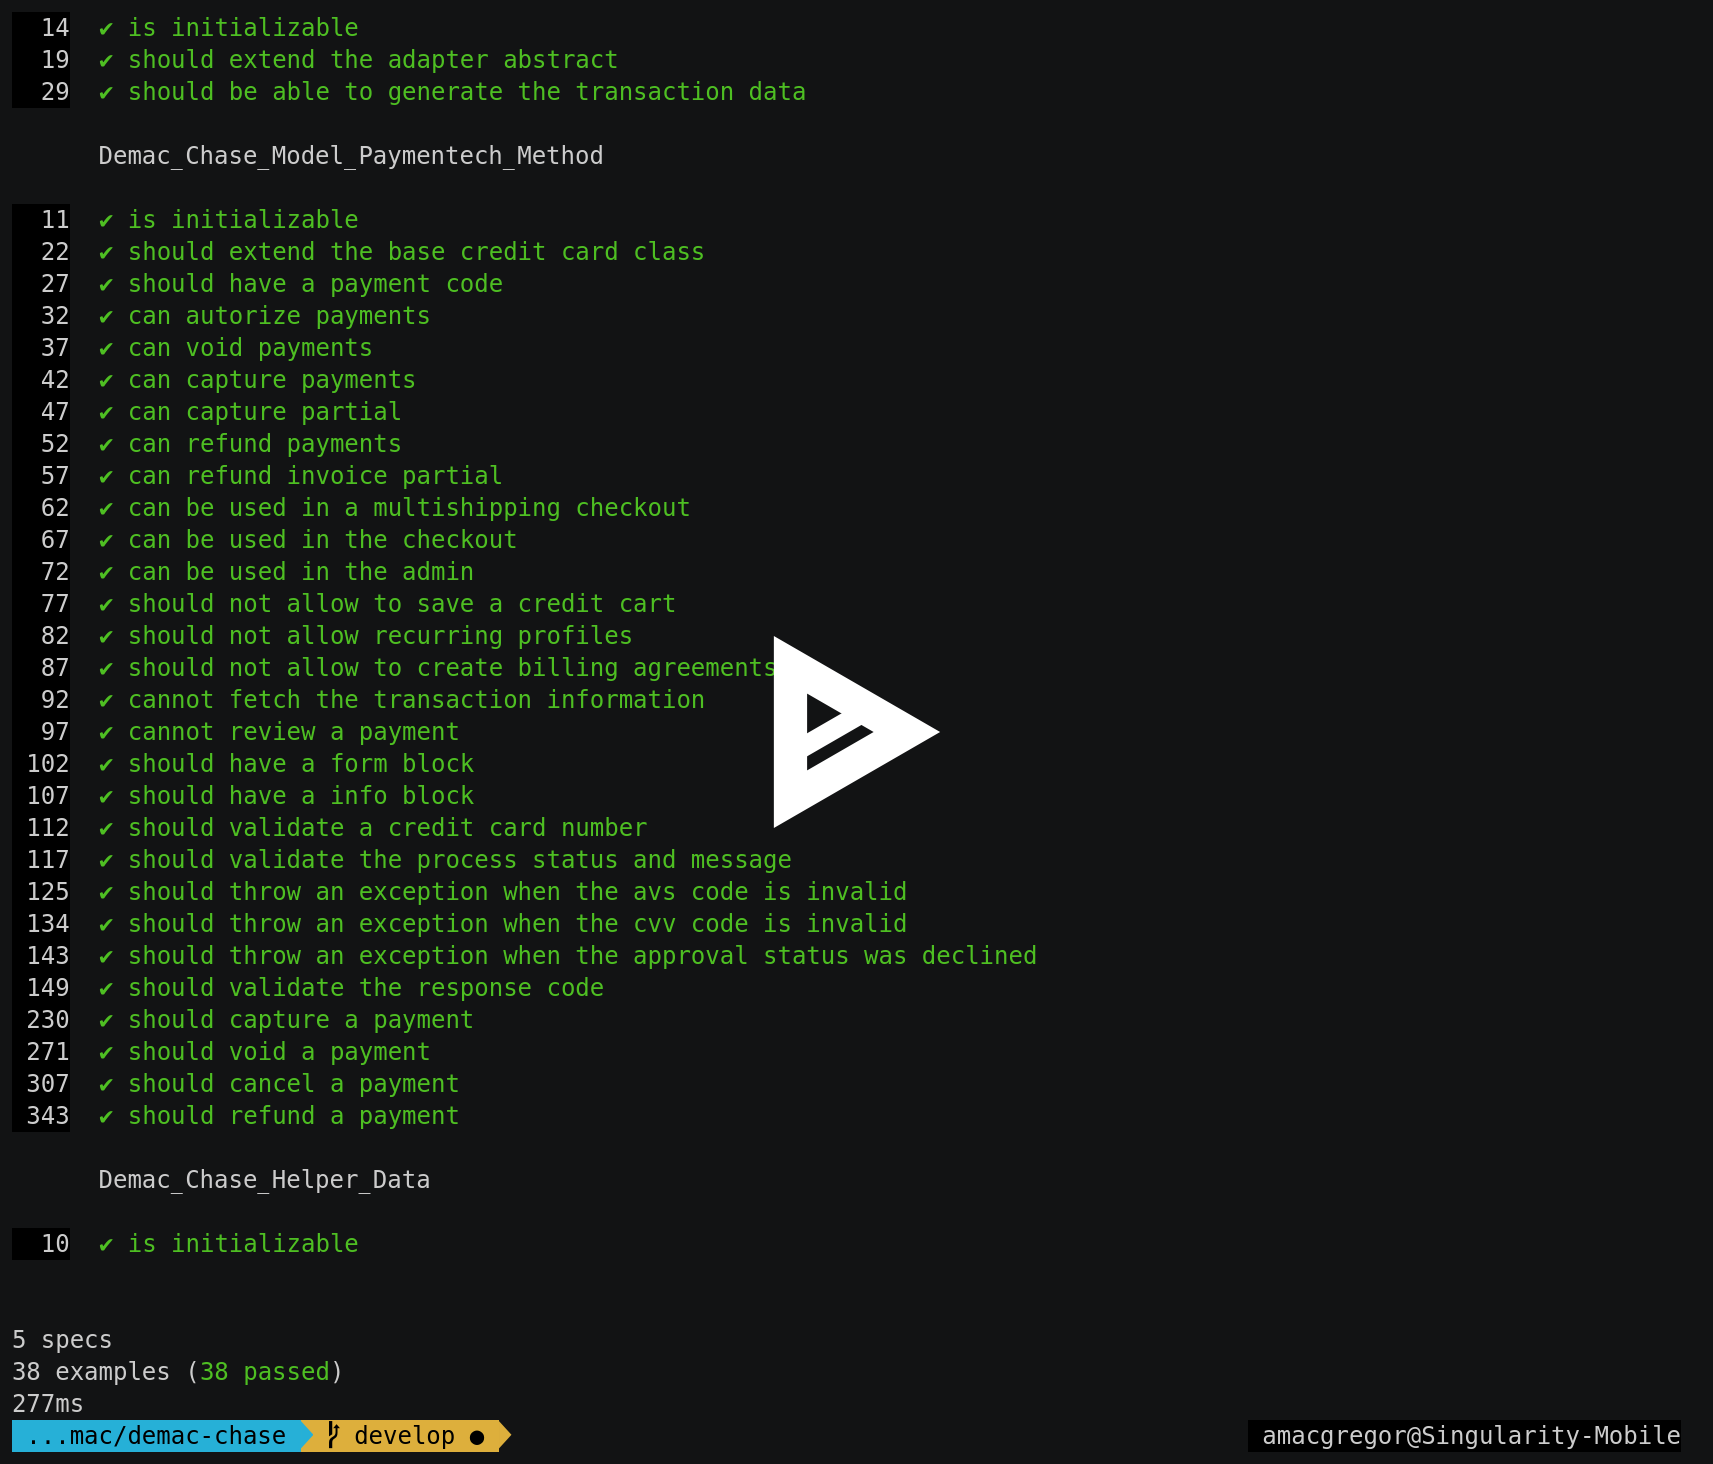 14 ✔ is initializable
19 ✔ should extend the adapter abstract
29 ✔ should be able to generate the transaction data
Demac_Chase_Model_Paymentech_Method
11 ✔ is initializable
22 ✔ should extend the base credit card class
27 ✔ should have a payment code
32 ✔ can autorize payments
37 ✔ can void payments
42 ✔ can capture payments
47 ✔ can capture partial
52 ✔ can refund payments
57 ✔ can refund invoice partial
62 ✔ can be used in a multishipping checkout
67 ✔ can be used in the checkout
72 ✔ can be used in the admin
77 ✔ should not allow to save a credit cart
82 ✔ should not allow recurring profiles
87 ✔ should not allow to create billing agreements
92 ✔ cannot fetch the transaction information
97 ✔ cannot review a payment
102 ✔ should have a form block
107 ✔ should have a info block
112 ✔ should validate a credit card number
117 ✔ should validate the process status and message
125 ✔ should throw an exception when the avs code is invalid
134 ✔ should throw an exception when the cvv code is invalid
143 ✔ should throw an exception when the approval status was declined
149 ✔ should validate the response code
230 ✔ should capture a payment
271 ✔ should void a payment
307 ✔ should cancel a payment
343 ✔ should refund a payment
Demac_Chase_Helper_Data
10 ✔ is initializable
5 specs
38 examples (38 passed)
277ms
...mac/demac-chase develop ● amacgregor@Singularity-Mobile